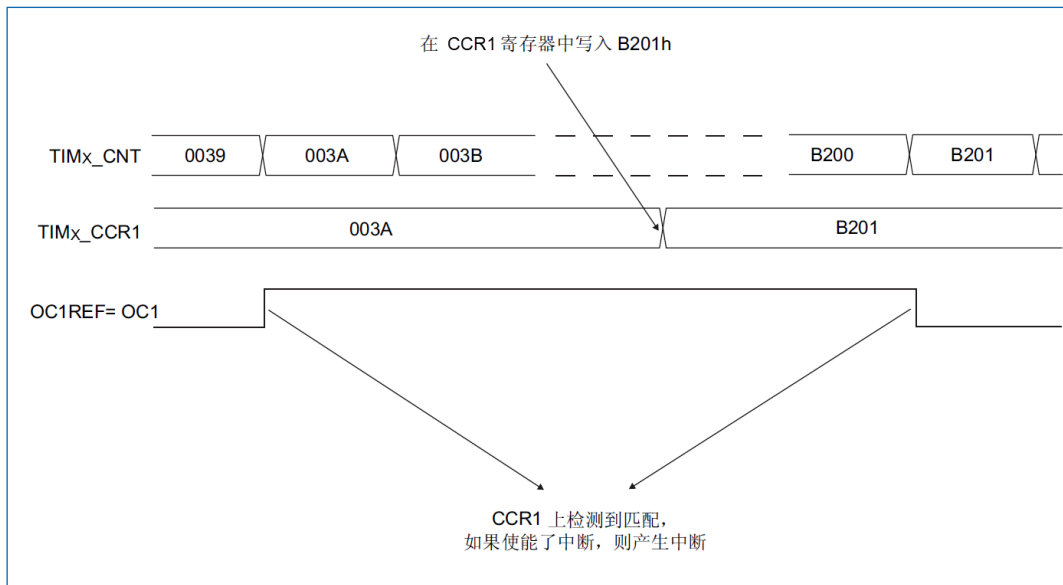 在 CCR1 寄存器中写入 B201h
TIMx_CNT 0039 003A 003B B200 B201
TIMx_CCR1 003A B201
OC1REF= OC1
CCR1 上检测到匹配，
如果使能了中断，则产生中断